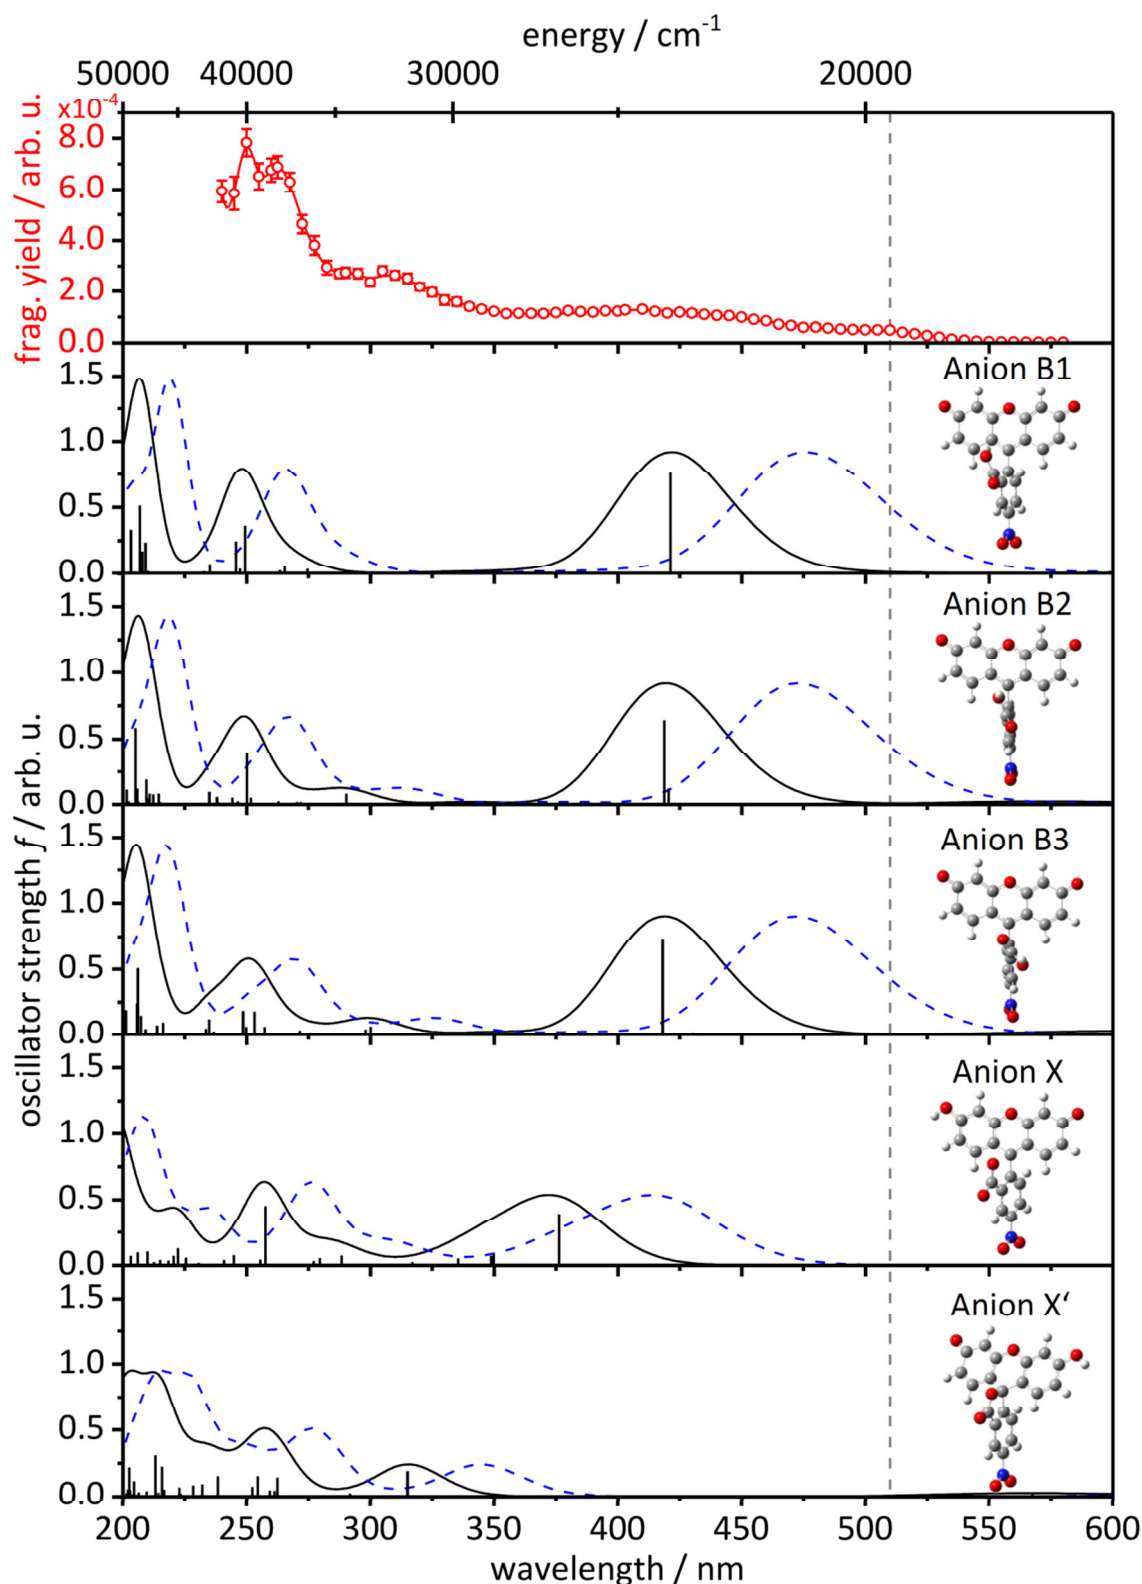 energy / cm⁻¹
50000 40000 30000 20000
x10⁻⁴
8.0
6.0
4.0
2.0
0.0
frag. yield / arb. u.
1.5
1.0
0.5
0.0
Anion B1
1.5
1.0
0.5
0.0
Anion B2
1.5
1.0
0.5
0.0
Anion B3
1.5
1.0
0.5
0.0
Anion X
1.5
1.0
0.5
0.0
Anion X‘
oscillator strength f / arb. u.
200 250 300 350 400 450 500 550 600
wavelength / nm